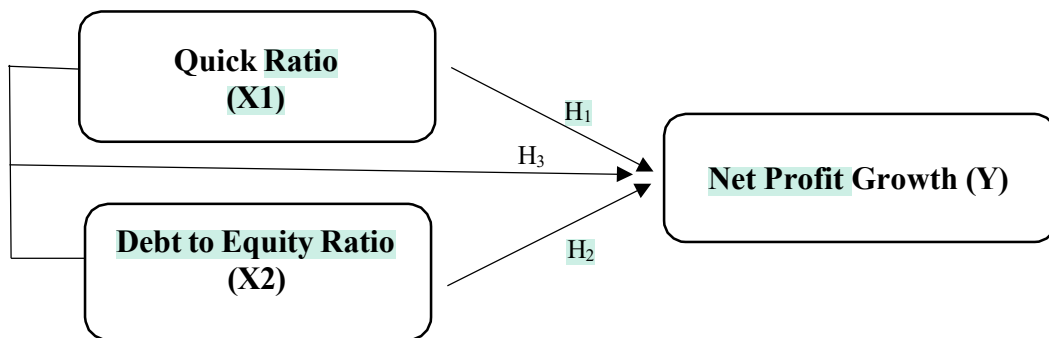 Quick Ratio
(X1)
H₁
H₃
Net Profit Growth (Y)
Debt to Equity Ratio
(X2)
H₂